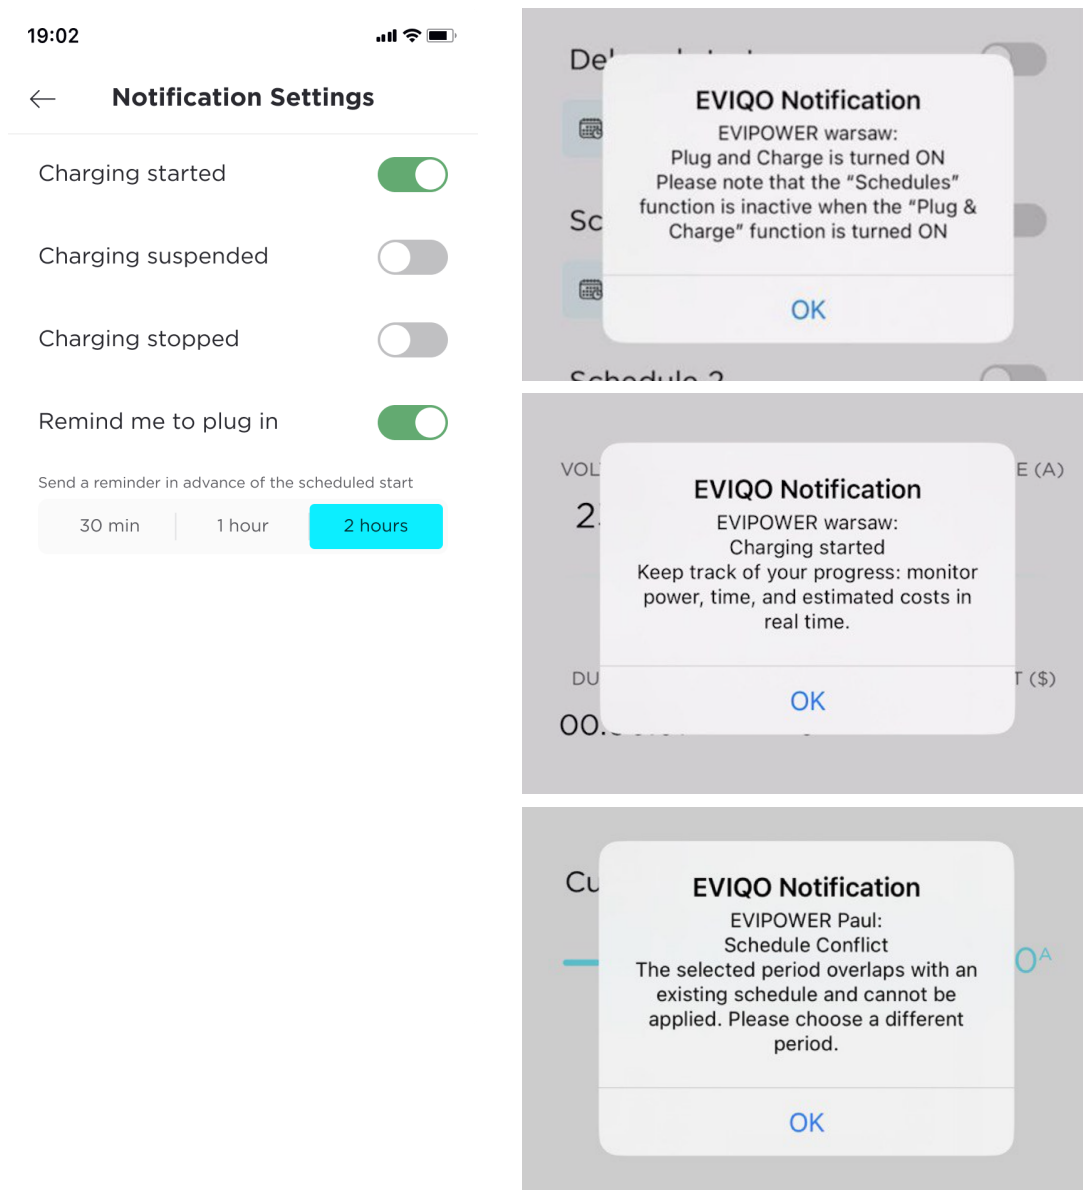 19:02
Notification Settings
Charging started
Charging suspended
Charging stopped
Remind me to plug in
Send a reminder in advance of the scheduled start
30 min
1 hour
2 hours
EVIQO Notification
EVIPOWER warsaw:
Plug and Charge is turned ON
Please note that the “Schedules”
function is inactive when the “Plug &
Charge” function is turned ON
OK
Schedule 2
EVIQO Notification
EVIPOWER warsaw:
Charging started
Keep track of your progress: monitor
power, time, and estimated costs in
real time.
OK
E (A)
T ($)
EVIQO Notification
EVIPOWER Paul:
Schedule Conflict
The selected period overlaps with an
existing schedule and cannot be
applied. Please choose a different
period.
OK